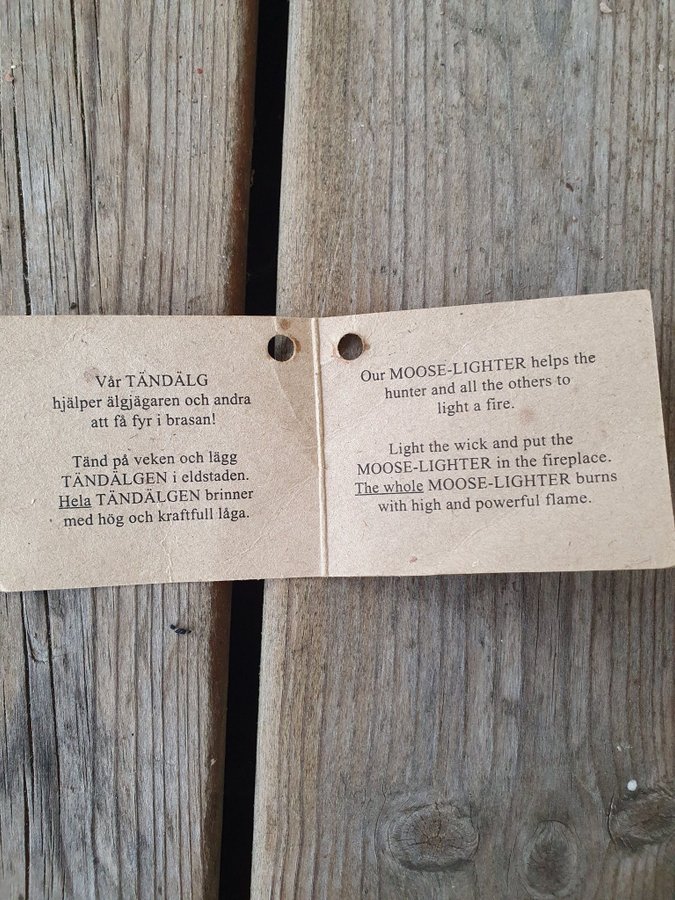 Vår TÄNDÄLG
hjälper älgjägaren och andra
att få fyr i brasan!
Tänd på veken och lägg
TÄNDÄLGEN i eldstaden.
Hela TÄNDÄLGEN brinner
med hög och kraftfull låga.
Our MOOSE-LIGHTER helps the
hunter and all the others to
light a fire.
Light the wick and put the
MOOSE-LIGHTER in the fireplace.
The whole MOOSE-LIGHTER burns
with high and powerful flame.